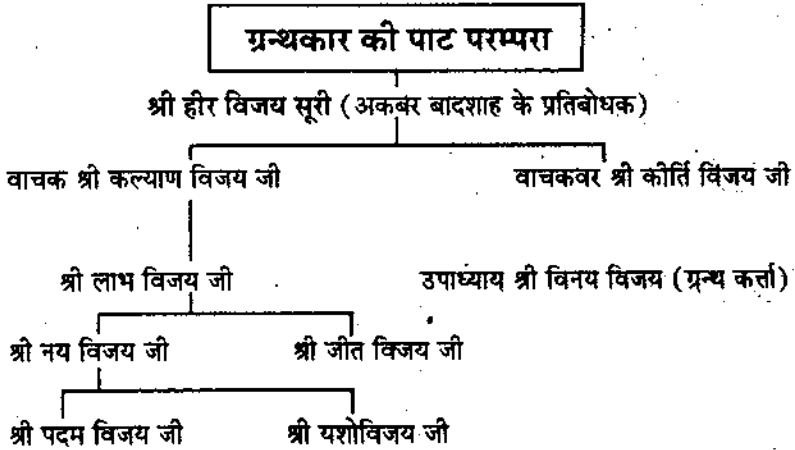 ग्रन्थकार की पाट परम्परा
श्री हीर विजय सूरी (अकबर बादशाह के प्रतिबोधक)
वाचक श्री कल्याण विजय जी
वाचकवर श्री कीर्ति विजय जी
श्री लाभ विजय जी
उपाध्याय श्री विनय विजय (ग्रन्थ कर्त्ता)
श्री नय विजय जी
श्री जीत विजय जी
श्री पदम विजय जी
श्री यशोविजय जी